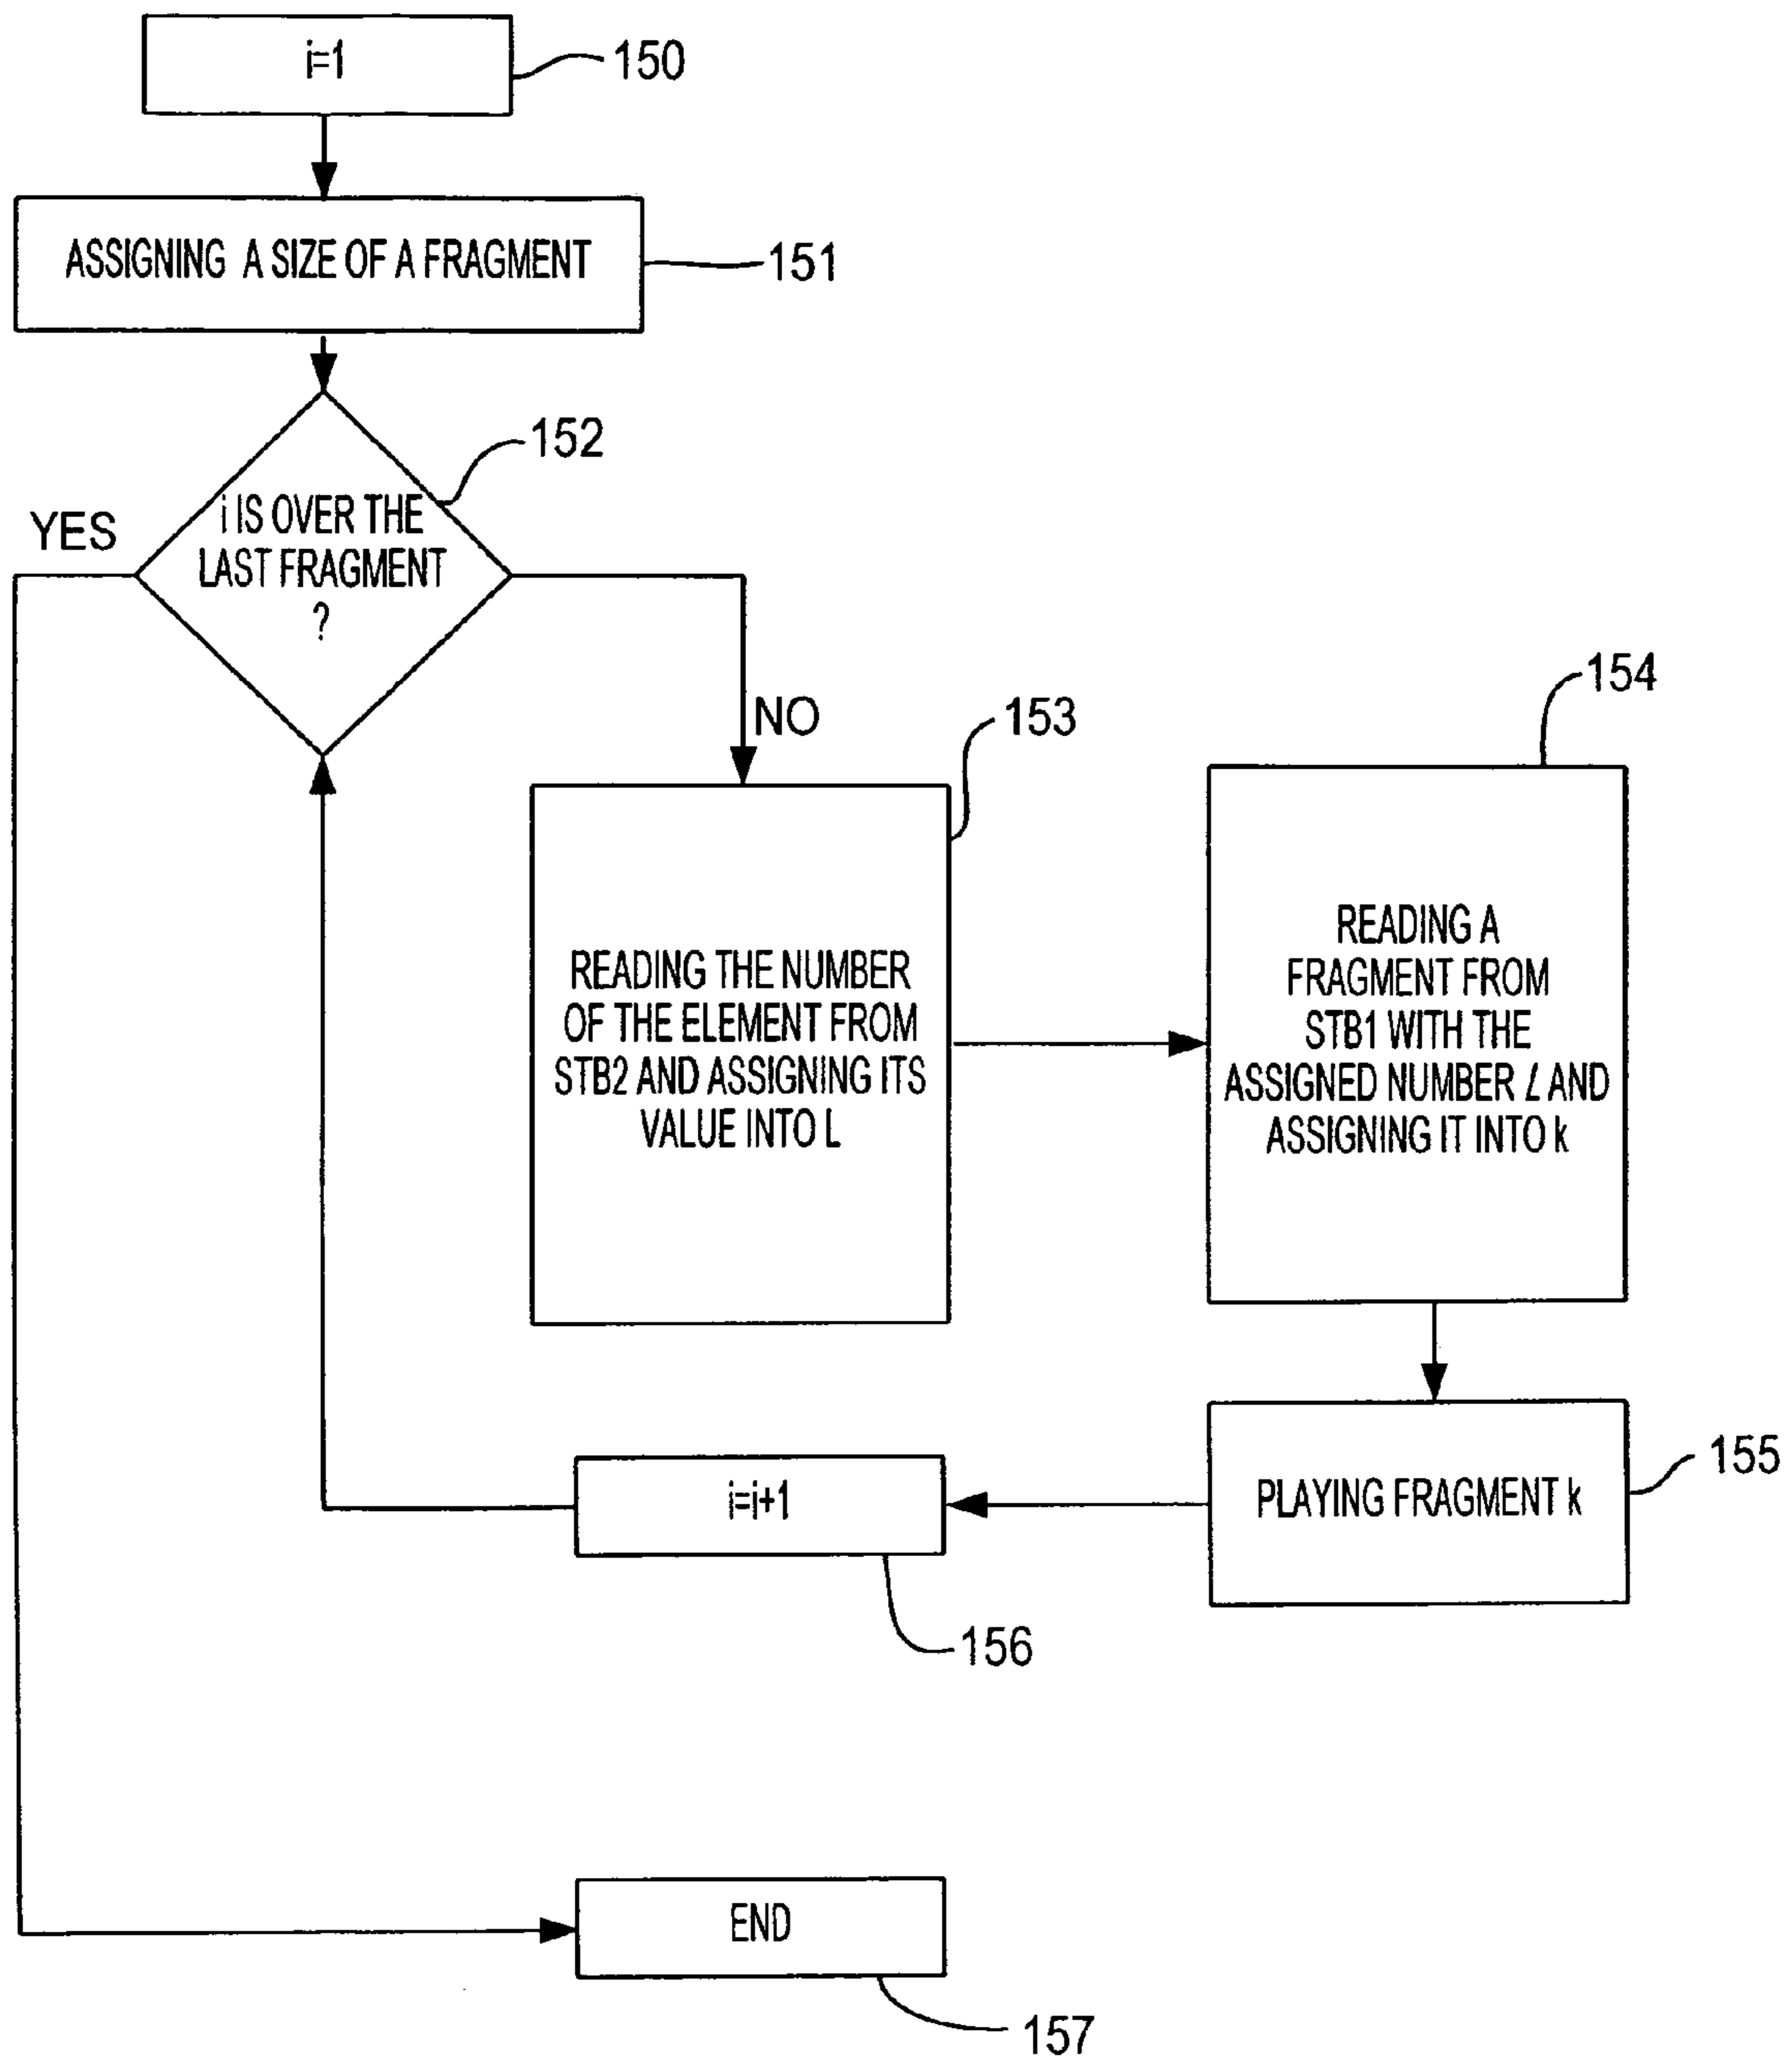 i=1
150
ASSIGNING A SIZE OF A FRAGMENT
151
152
i IS OVER THE
LAST FRAGMENT
?
YES
NO
153
READING THE NUMBER
OF THE ELEMENT FROM
STB2 AND ASSIGNING ITS
VALUE INTO L
154
READING A
FRAGMENT FROM
STB1 WITH THE
ASSIGNED NUMBER L AND
ASSIGNING IT INTO k
PLAYING FRAGMENT k
155
i=i+1
156
END
157